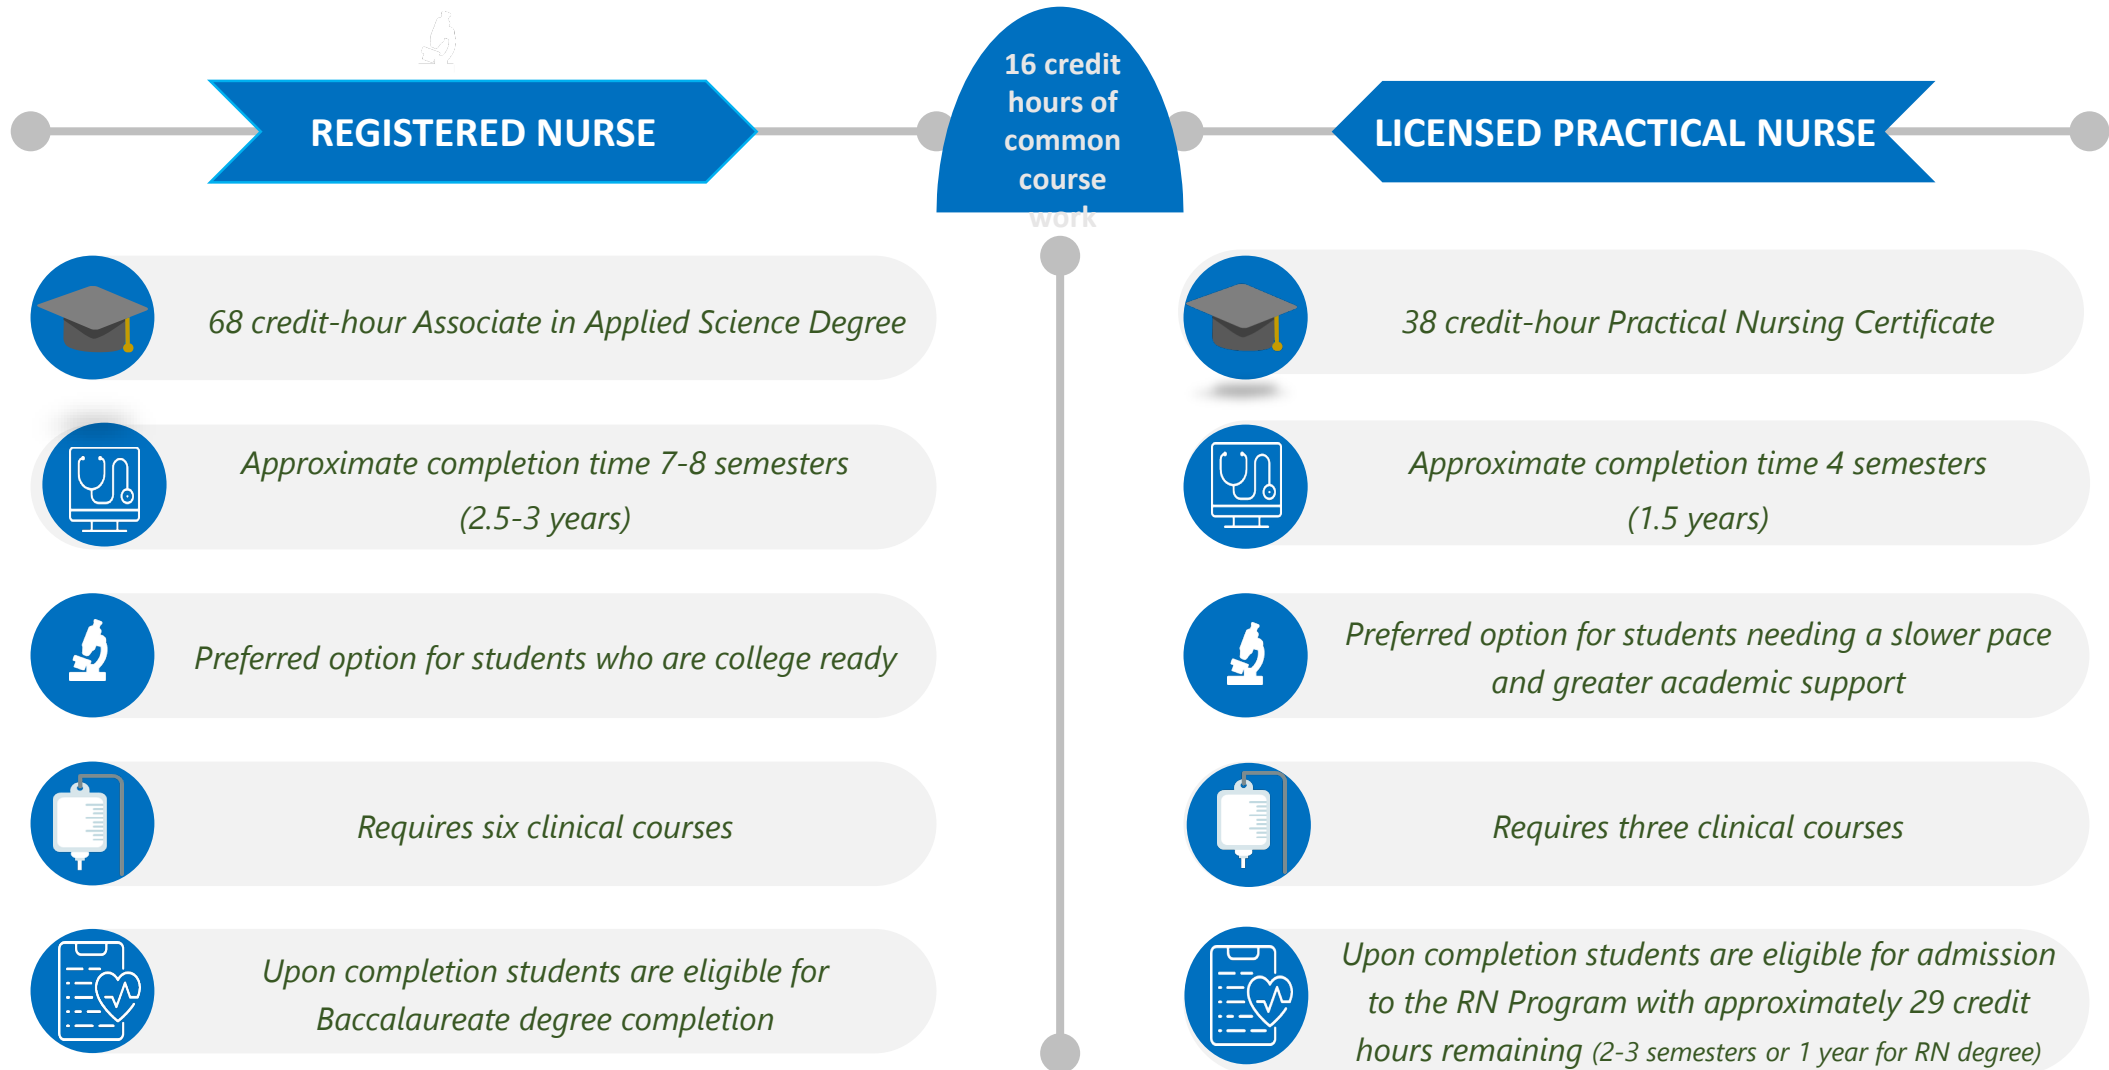 REGISTERED NURSE
16 credit
hours of
common
course
work
LICENSED PRACTICAL NURSE
68 credit-hour Associate in Applied Science Degree
Approximate completion time 7-8 semesters
(2.5-3 years)
Preferred option for students who are college ready
Requires six clinical courses
Upon completion students are eligible for
Baccalaureate degree completion
38 credit-hour Practical Nursing Certificate
Approximate completion time 4 semesters
(1.5 years)
Preferred option for students needing a slower pace
and greater academic support
Requires three clinical courses
Upon completion students are eligible for admission
to the RN Program with approximately 29 credit
hours remaining (2-3 semesters or 1 year for RN degree)